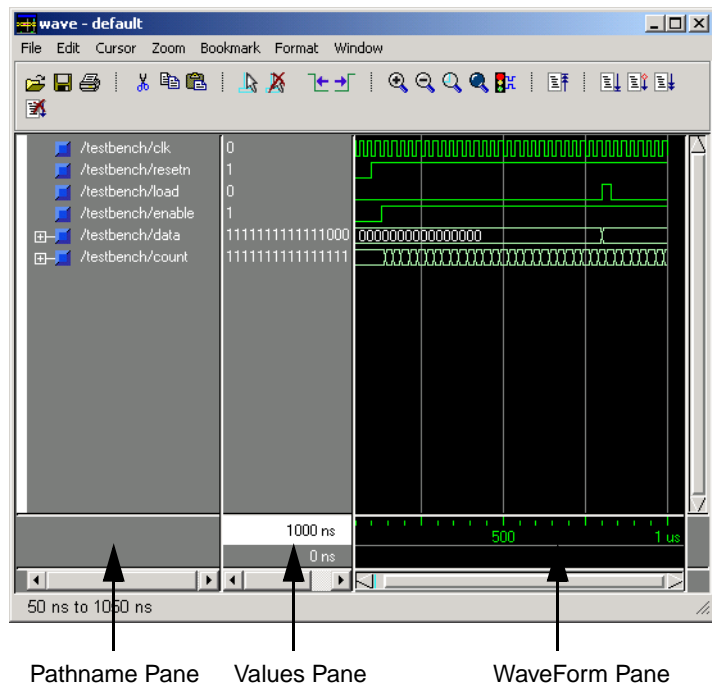 wave - default
File Edit Cursor Zoom Bookmark Format Window
/testbench/clk 0
/testbench/resetn 1
/testbench/load 0
/testbench/enable 1
/testbench/data 1111111111111000 0000000000000000
/testbench/count 1111111111111111
1000 ns
500 1 us
0 ns
50 ns to 1050 ns
Pathname Pane Values Pane WaveForm Pane